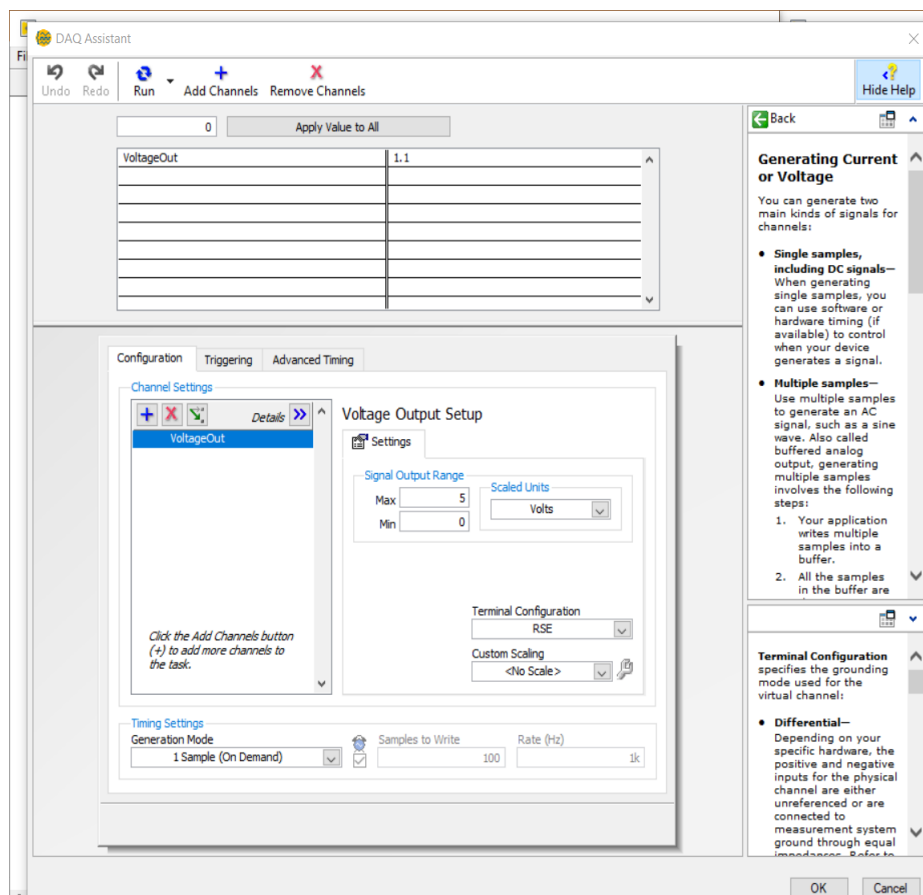 Fi
DAQ Assistant
Undo Redo Run Add Channels Remove Channels Hide Help
0 Apply Value to All
VoltageOut 1.1
Configuration Triggering Advanced Timing
Channel Settings
Details
VoltageOut
Click the Add Channels button
(+) to add more channels to
the task.
Voltage Output Setup
Settings
Signal Output Range
Max 5
Min 0
Scaled Units
Volts
Terminal Configuration
RSE
Custom Scaling
<No Scale>
Timing Settings
Generation Mode Samples to Write Rate (Hz)
1 Sample (On Demand) 100 1k
Back
Generating Current
or Voltage
You can generate two
main kinds of signals for
channels:
• Single samples,
including DC signals—
When generating
single samples, you
can use software or
hardware timing (if
available) to control
when your device
generates a signal.
• Multiple samples—
Use multiple samples
to generate an AC
signal, such as a sine
wave. Also called
buffered analog
output, generating
multiple samples
involves the following
steps:
1. Your application
writes multiple
samples into a
buffer.
2. All the samples
in the buffer are
Terminal Configuration
specifies the grounding
mode used for the
virtual channel:
• Differential—
Depending on your
specific hardware, the
positive and negative
inputs for the physical
channel are either
unreferenced or are
connected to
measurement system
ground through equal
impedances. Refer to
OK Cancel